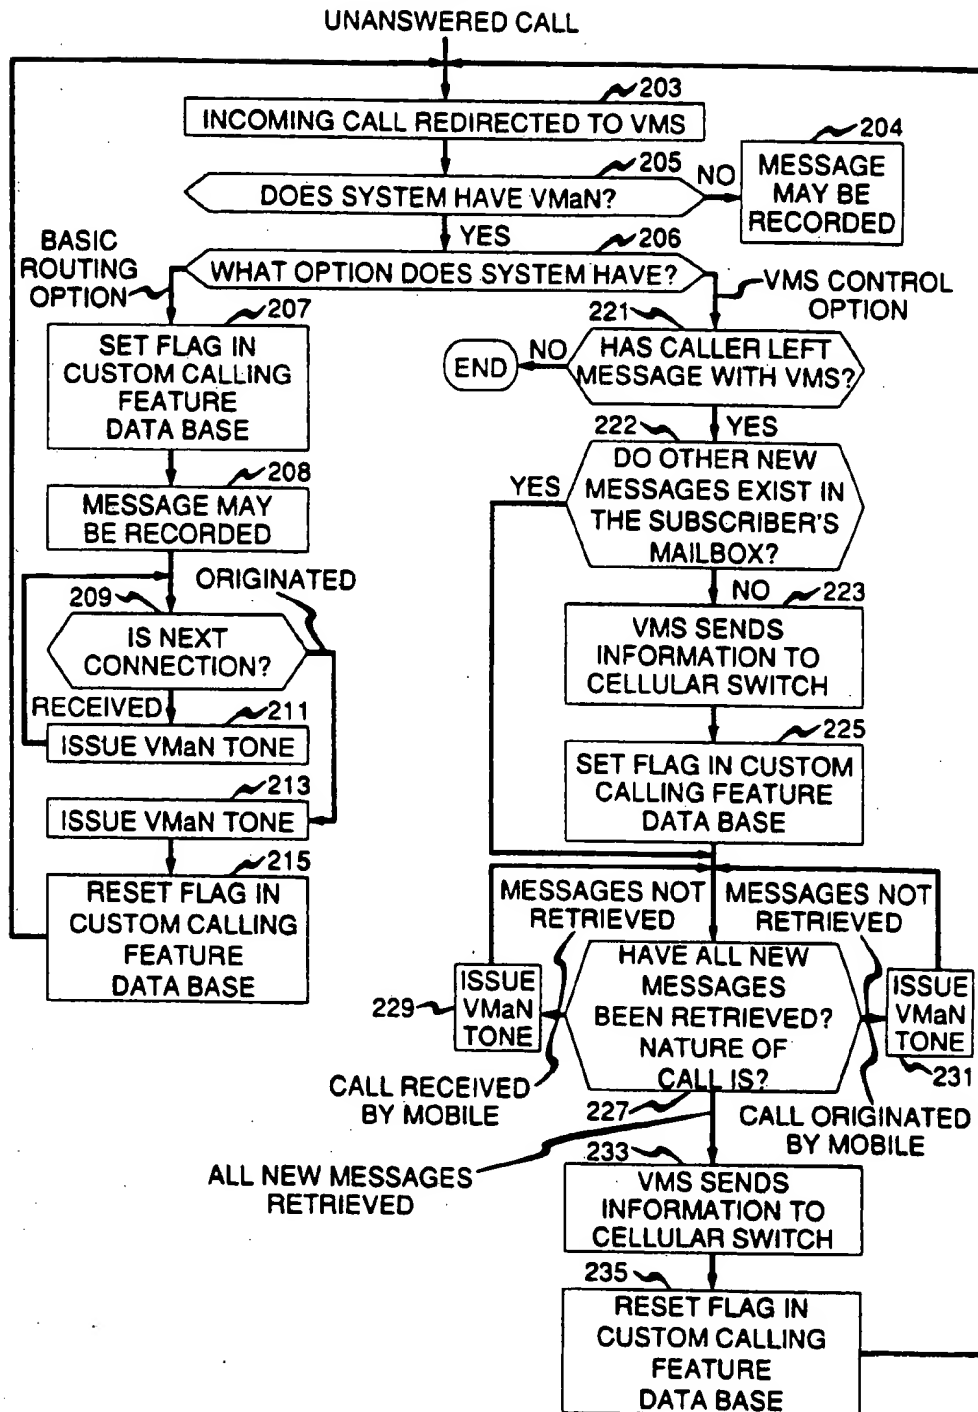 UNANSWERED CALL
203
INCOMING CALL REDIRECTED TO VMS
204
MESSAGE
MAY BE
RECORDED
205
DOES SYSTEM HAVE VMaN?
NO
YES
206
WHAT OPTION DOES SYSTEM HAVE?
BASIC
ROUTING
OPTION
VMS CONTROL
OPTION
207
SET FLAG IN
CUSTOM CALLING
FEATURE
DATA BASE
208
MESSAGE MAY
BE RECORDED
ORIGINATED
209
IS NEXT
CONNECTION?
RECEIVED
211
ISSUE VMaN TONE
213
ISSUE VMaN TONE
215
RESET FLAG IN
CUSTOM CALLING
FEATURE
DATA BASE
221
HAS CALLER LEFT
MESSAGE WITH VMS?
NO
END
YES
222
DO OTHER NEW
MESSAGES EXIST IN
THE SUBSCRIBER'S
MAILBOX?
YES
NO
223
VMS SENDS
INFORMATION TO
CELLULAR SWITCH
225
SET FLAG IN CUSTOM
CALLING FEATURE
DATA BASE
MESSAGES NOT
RETRIEVED
MESSAGES NOT
RETRIEVED
HAVE ALL NEW
MESSAGES
BEEN RETRIEVED?
NATURE OF
CALL IS?
227
229
ISSUE
VMaN
TONE
ISSUE
VMaN
TONE
231
CALL RECEIVED
BY MOBILE
CALL ORIGINATED
BY MOBILE
ALL NEW MESSAGES
RETRIEVED
233
VMS SENDS
INFORMATION TO
CELLULAR SWITCH
235
RESET FLAG IN
CUSTOM CALLING
FEATURE
DATA BASE